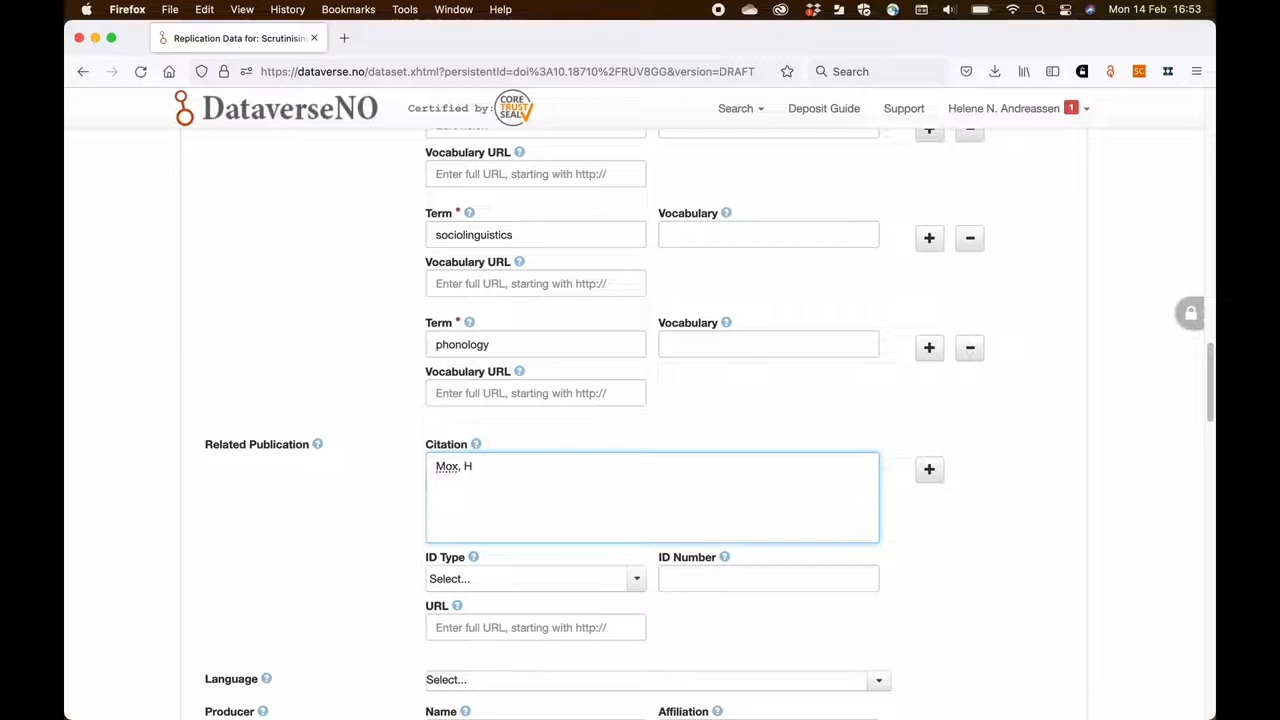 Firefox File Edit View History Bookmarks Tools Window Help Mon 14 Feb 16:53
Replication Data for: Scrutinising
https://dataverse.no/dataset.xhtml?persistentId=doi%3A10.18710%2FRUV8GG&version=DRAFT Search SC
DataverseNO Certified by: CORE TRUST SEAL Search Deposit Guide Support Helene N. Andreassen 1
Vocabulary URL
Enter full URL, starting with http://
Term * Vocabulary
sociolinguistics
Vocabulary URL
Enter full URL, starting with http://
Term * Vocabulary
phonology
Vocabulary URL
Enter full URL, starting with http://
Related Publication Citation
Mox, H
ID Type ID Number
Select...
URL
Enter full URL, starting with http://
Language Select...
Producer Name Affiliation